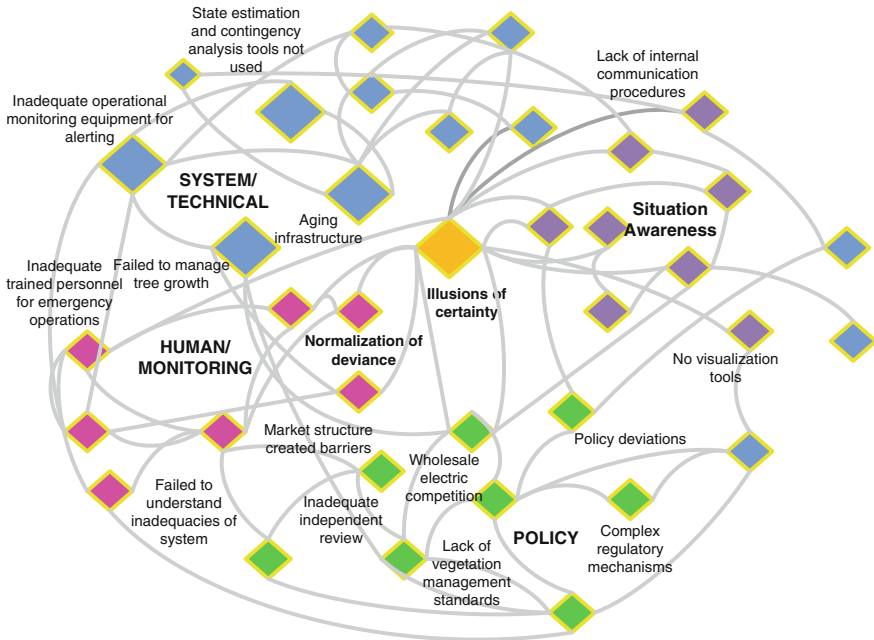 State estimation
and contingency
analysis tools not
used
Lack of internal
communication
procedures
Inadequate operational
monitoring equipment for
alerting
SYSTEM/
TECHNICAL
Aging
infrastructure
Situation
Awareness
Inadequate
trained personnel
for emergency
operations
Failed to manage
tree growth
Illusions of
certainty
HUMAN/
MONITORING
Normalization of
deviance
No visualization
tools
Market structure
created barriers
Policy deviations
Wholesale
electric
competition
Failed to
understand
inadequacies of
system
Inadequate
independent
review
POLICY
Complex
regulatory
mechanisms
Lack of
vegetation
management
standards